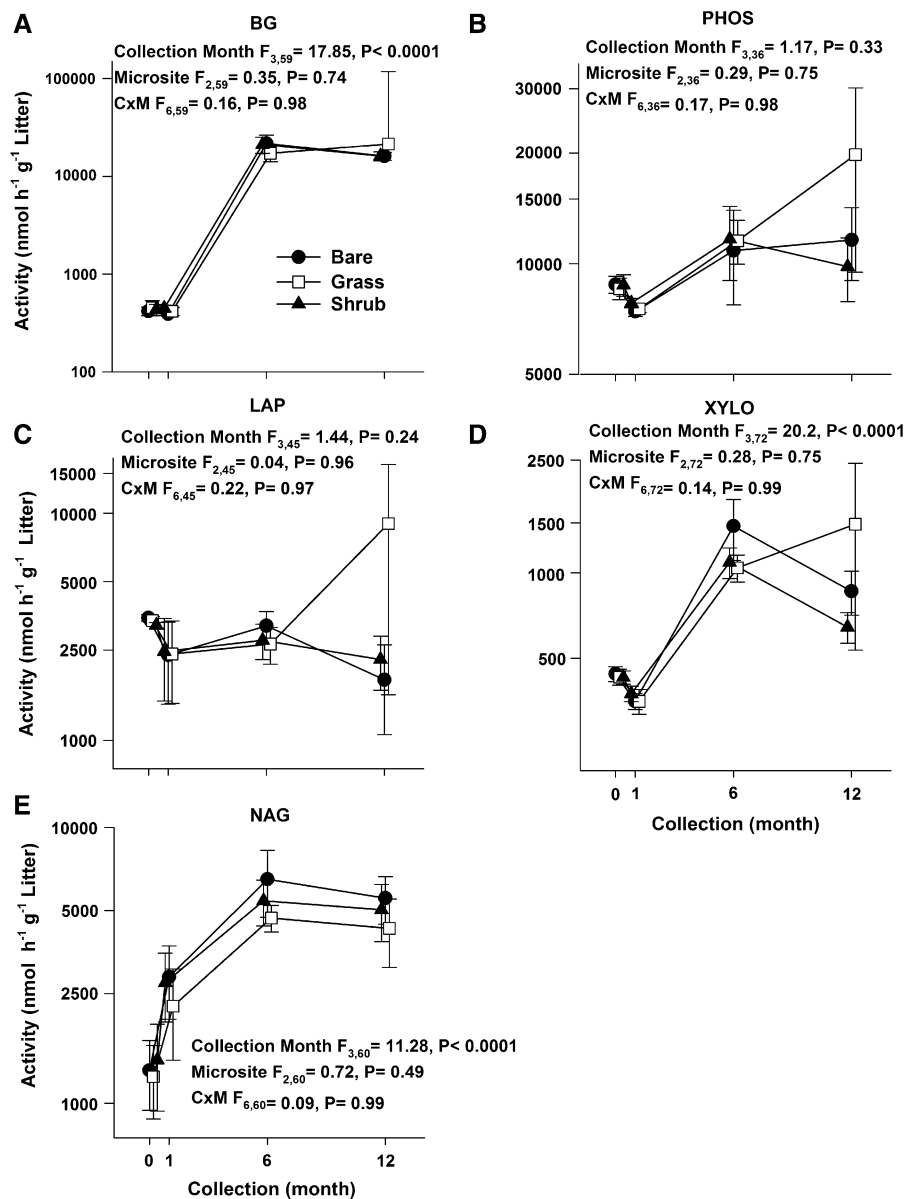 A
BG
Collection Month F3,59= 17.85, P< 0.0001
Microsite F2,59= 0.35, P= 0.74
CxM F6,59= 0.16, P= 0.98
Activity (nmol h-1 g-1 Litter)
100000
10000
1000
100
Bare
Grass
Shrub
B
PHOS
Collection Month F3,36= 1.17, P= 0.33
Microsite F2,36= 0.29, P= 0.75
CxM F6,36= 0.17, P= 0.98
30000
20000
15000
10000
5000
C
LAP
Collection Month F3,45= 1.44, P= 0.24
Microsite F2,45= 0.04, P= 0.96
CxM F6,45= 0.22, P= 0.97
Activity (nmol h-1 g-1 Litter)
15000
10000
5000
2500
1000
D
XYLO
Collection Month F3,72= 20.2, P< 0.0001
Microsite F2,72= 0.28, P= 0.75
CxM F6,72= 0.14, P= 0.99
2500
1500
1000
500
0 1 6 12
Collection (month)
E
NAG
Activity (nmol h-1 g-1 Litter)
10000
5000
2500
1000
Collection Month F3,60= 11.28, P< 0.0001
Microsite F2,60= 0.72, P= 0.49
CxM F6,60= 0.09, P= 0.99
0 1 6 12
Collection (month)